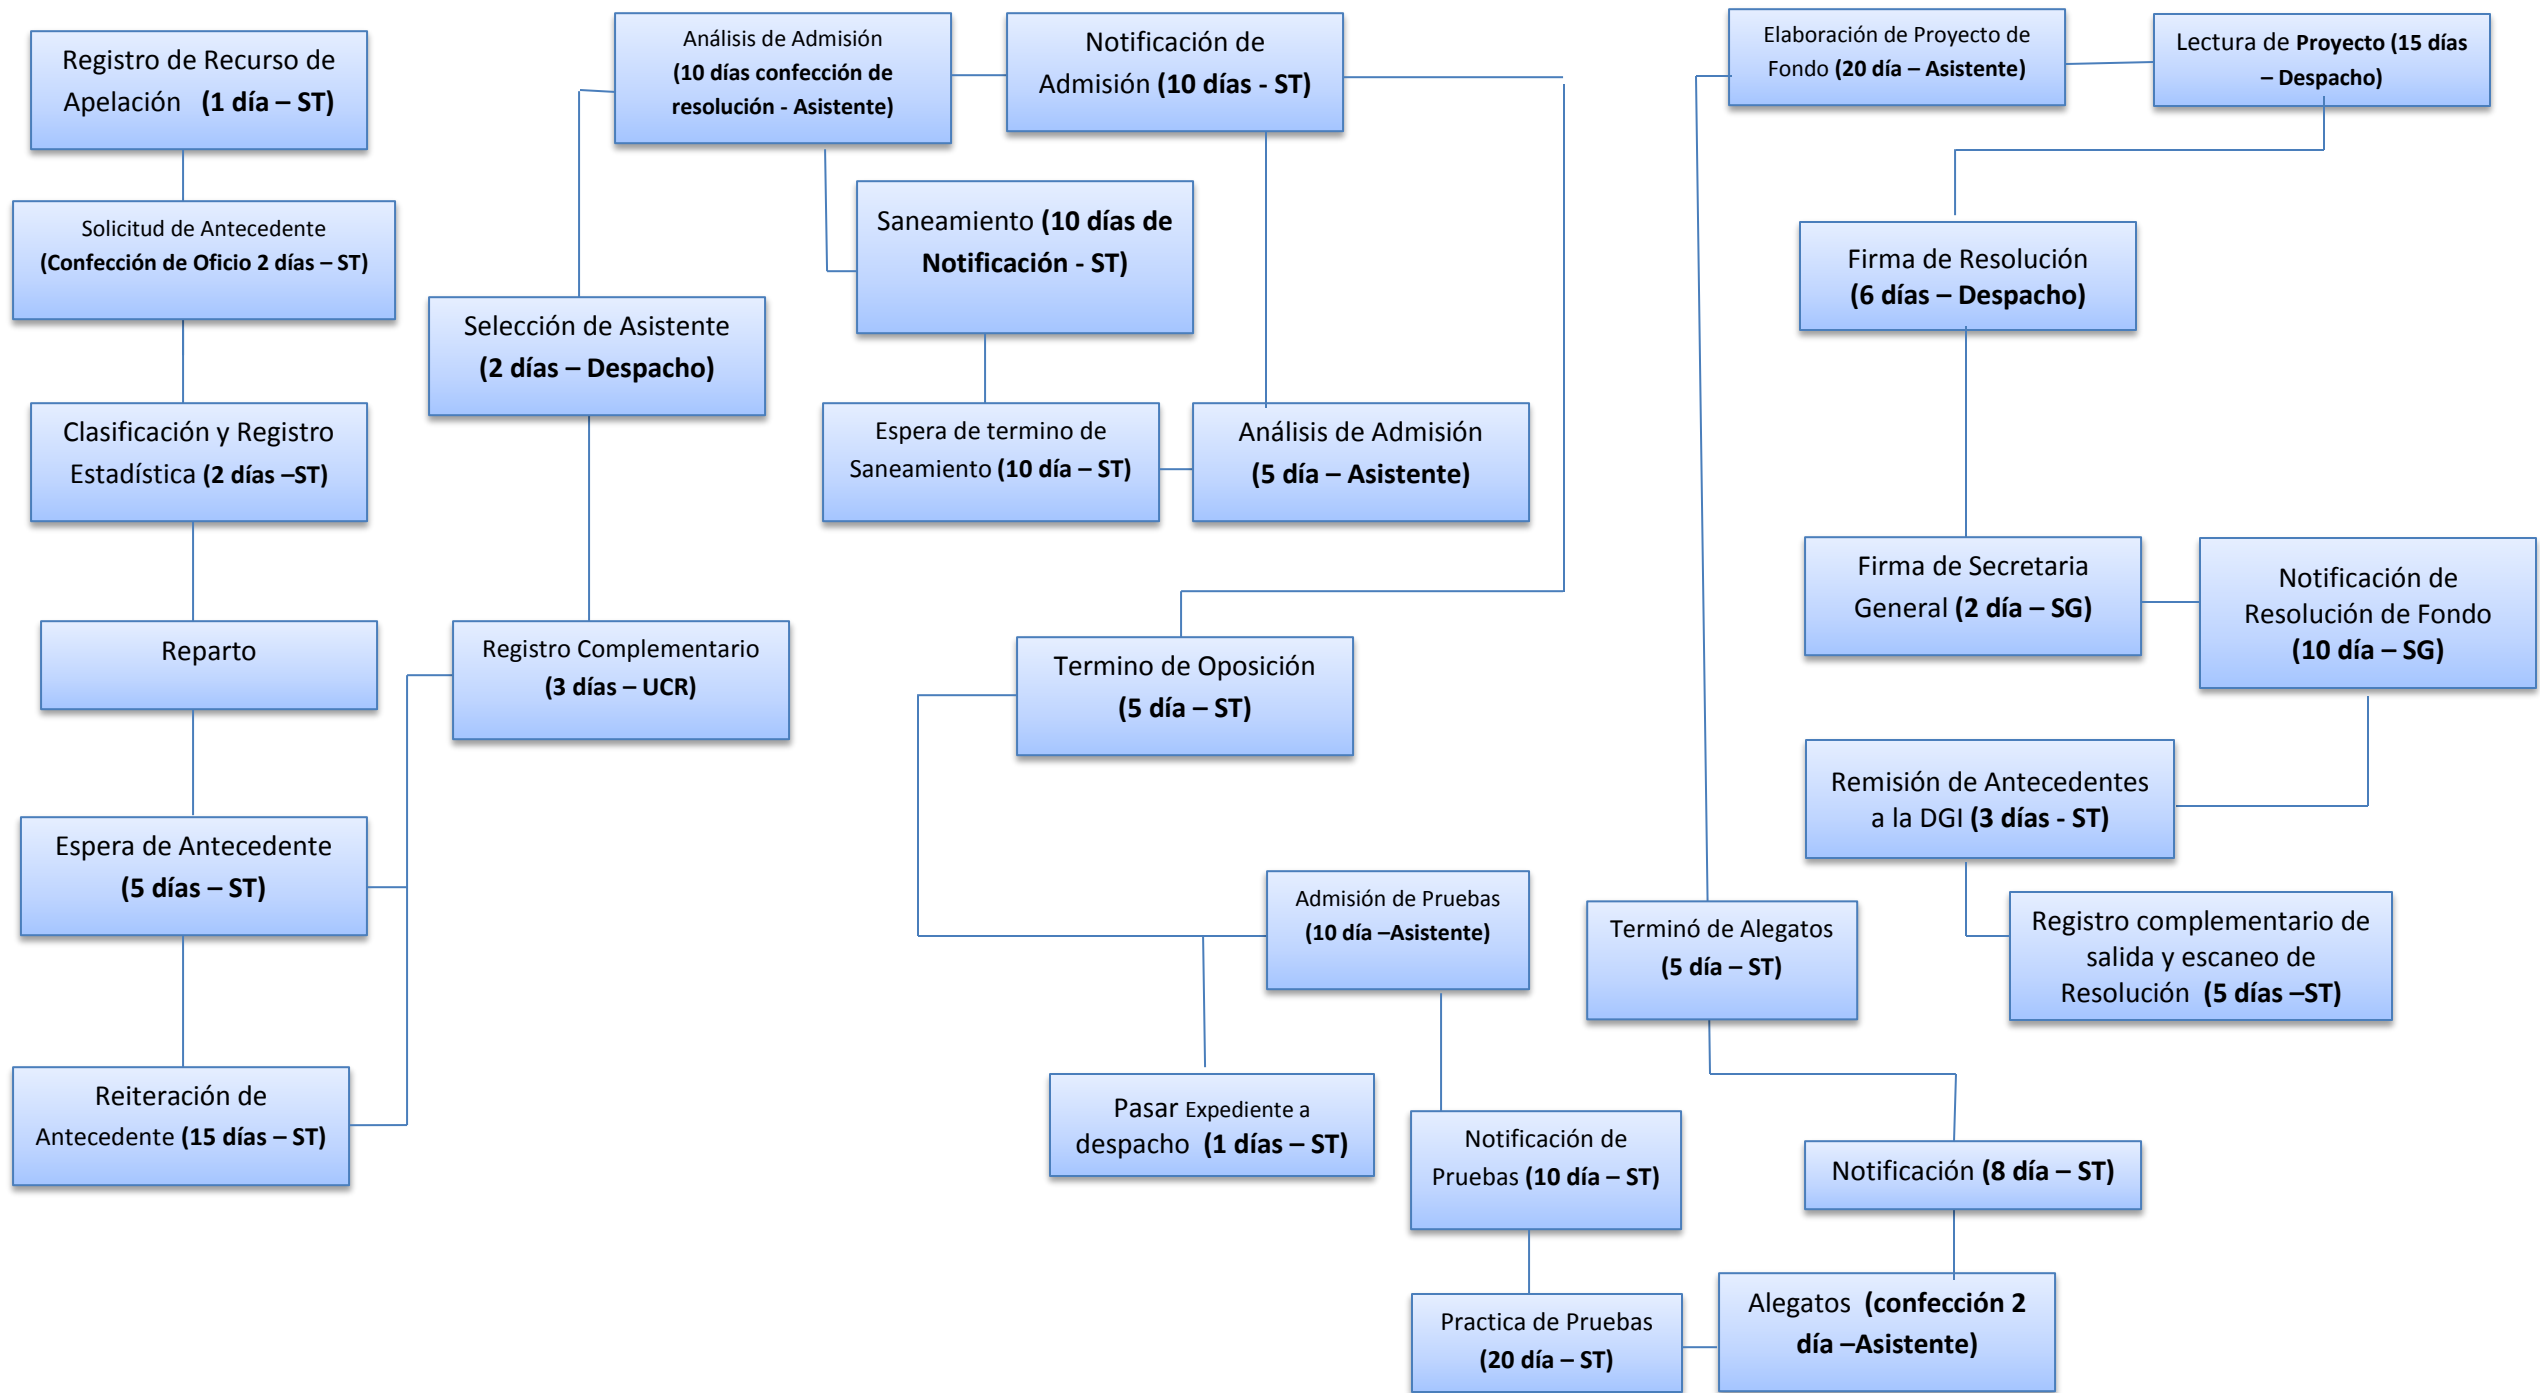 Registro de Recurso de
Apelación (1 día – ST)
Solicitud de Antecedente
(Confección de Oficio 2 días – ST)
Clasificación y Registro
Estadística (2 días –ST)
Reparto
Espera de Antecedente
(5 días – ST)
Reiteración de
Antecedente (15 días – ST)
Registro Complementario
(3 días – UCR)
Selección de Asistente
(2 días – Despacho)
Análisis de Admisión
(10 días confección de
resolución - Asistente)
Notificación de
Admisión (10 días - ST)
Saneamiento (10 días de
Notificación - ST)
Espera de termino de
Saneamiento (10 día – ST)
Análisis de Admisión
(5 día – Asistente)
Termino de Oposición
(5 día – ST)
Admisión de Pruebas
(10 día –Asistente)
Pasar Expediente a
despacho (1 días – ST)
Notificación de
Pruebas (10 día – ST)
Practica de Pruebas
(20 día – ST)
Alegatos (confección 2
día –Asistente)
Notificación (8 día – ST)
Terminó de Alegatos
(5 día – ST)
Elaboración de Proyecto de
Fondo (20 día – Asistente)
Lectura de Proyecto (15 días
– Despacho)
Firma de Resolución
(6 días – Despacho)
Firma de Secretaria
General (2 día – SG)
Notificación de
Resolución de Fondo
(10 día – SG)
Remisión de Antecedentes
a la DGI (3 días - ST)
Registro complementario de
salida y escaneo de
Resolución (5 días –ST)